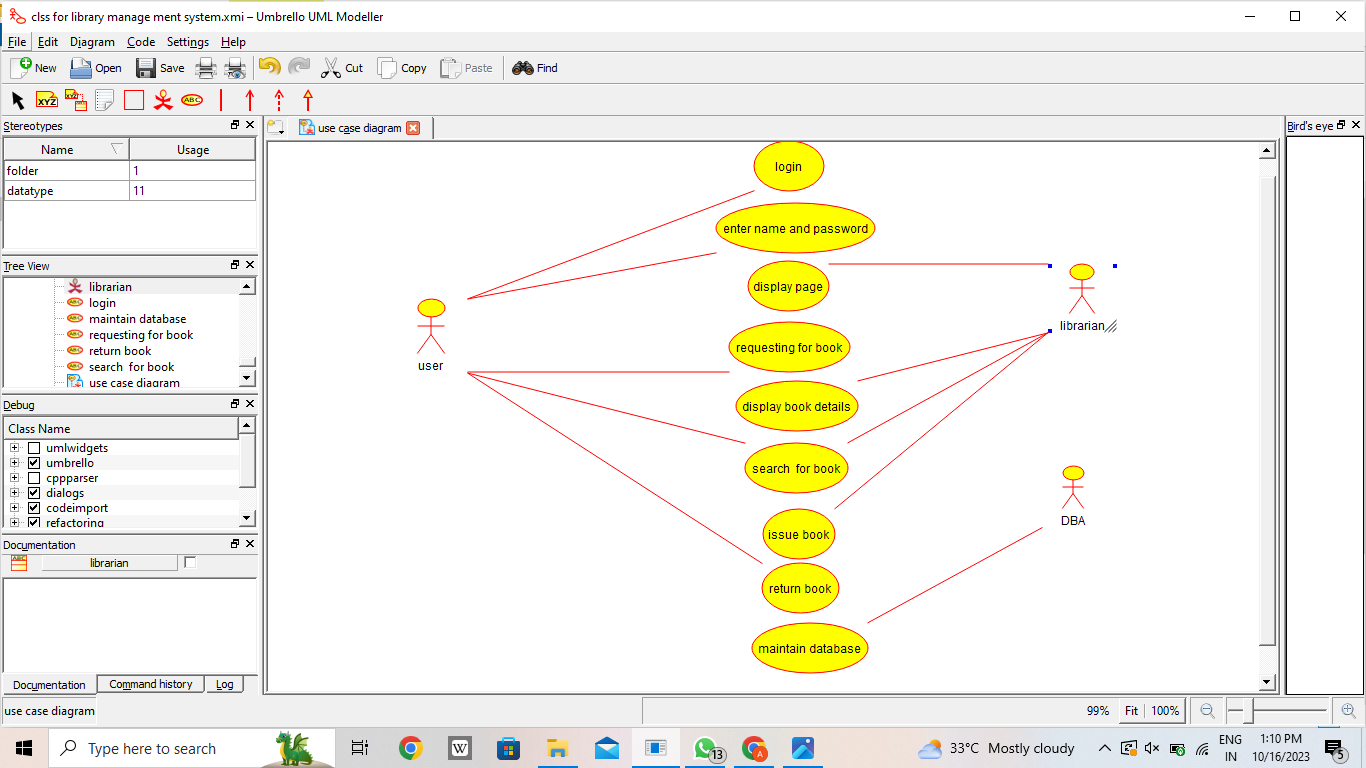 clss for library manage ment system.xmi – Umbrello UML Modeller
File Edit Diagram Code Settings Help
New Open Save Cut Copy Paste Find
XYZ XYZ ABC
Stereotypes
Name Usage
folder 1
datatype 11
Tree View
librarian
login
maintain database
requesting for book
return book
search for book
use case diagram
Debug
Class Name
umlwidgets
umbrello
cppparser
dialogs
codeimport
refactoring
Documentation
librarian
Documentation Command history Log
use case diagram
use case diagram
login
enter name and password
display page
requesting for book
display book details
search for book
issue book
return book
maintain database
user
librarian
DBA
Bird's eye
99% Fit 100%
Type here to search
W
13
A
33°C Mostly cloudy
ENG
IN
1:10 PM
10/16/2023
5